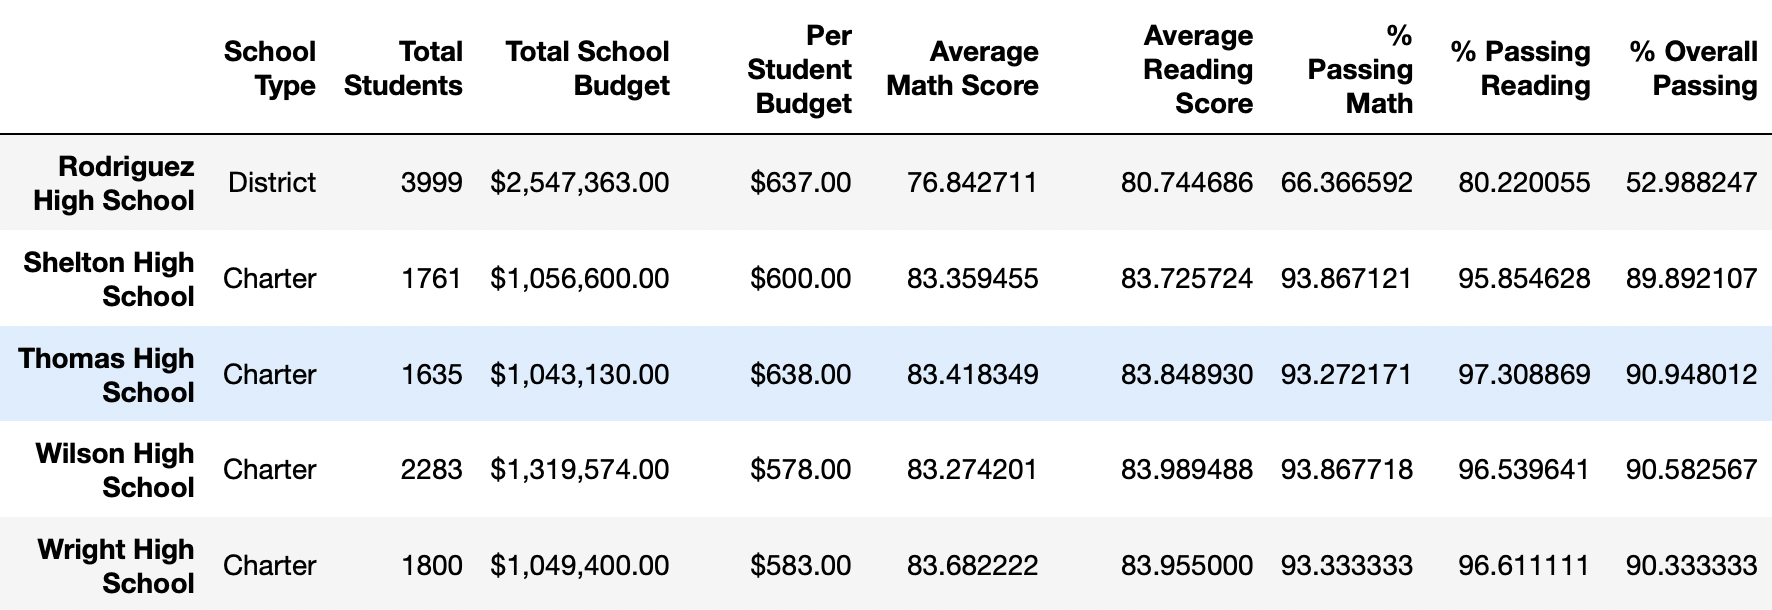 School Type Total Students Total School Budget Per Student Budget Average Math Score Average Reading Score % Passing Math % Passing Reading % Overall Passing
Rodriguez High School District 3999 $2,547,363.00 $637.00 76.842711 80.744686 66.366592 80.220055 52.988247
Shelton High School Charter 1761 $1,056,600.00 $600.00 83.359455 83.725724 93.867121 95.854628 89.892107
Thomas High School Charter 1635 $1,043,130.00 $638.00 83.418349 83.848930 93.272171 97.308869 90.948012
Wilson High School Charter 2283 $1,319,574.00 $578.00 83.274201 83.989488 93.867718 96.539641 90.582567
Wright High School Charter 1800 $1,049,400.00 $583.00 83.682222 83.955000 93.333333 96.611111 90.333333